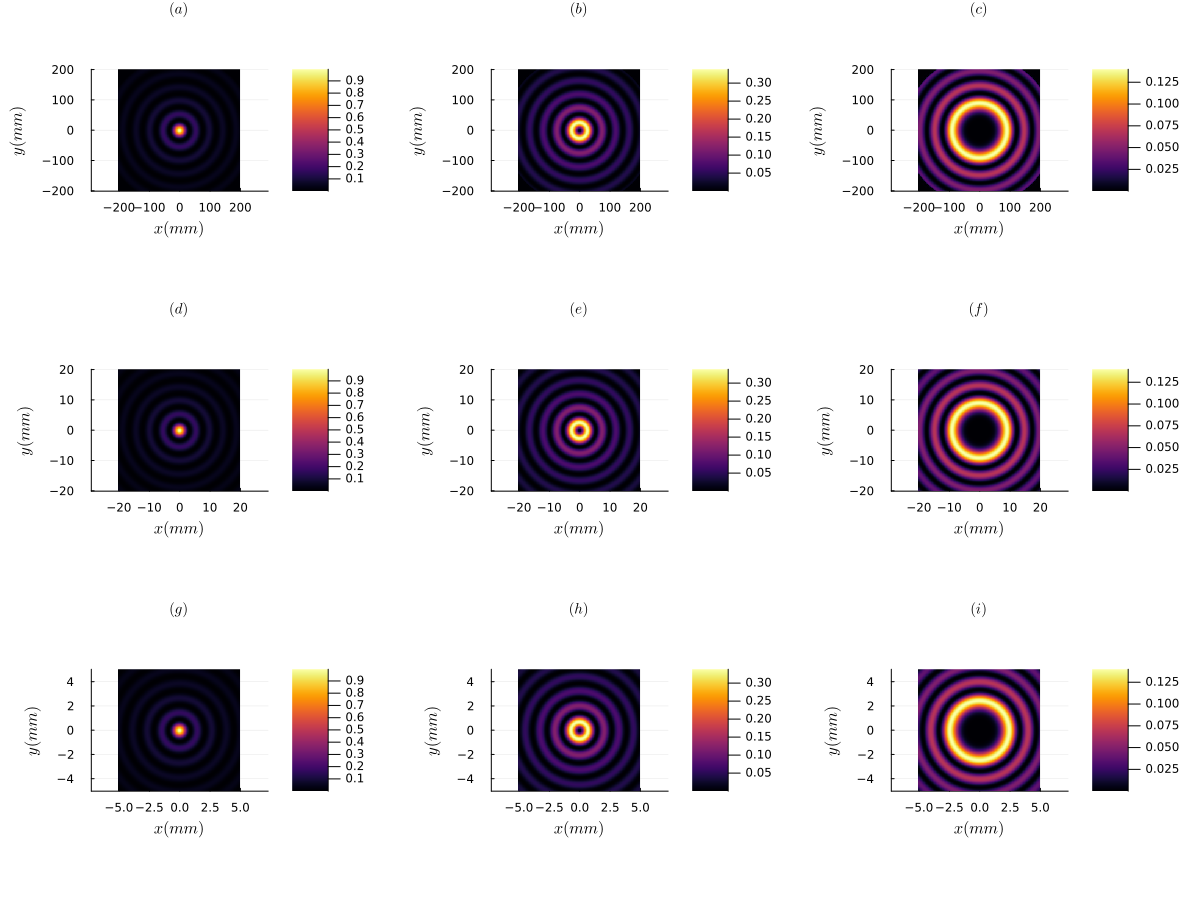 (a) (b) (c)
200 200 200
0.9
0.8
0.7
0.6
0.5
0.4
0.3
0.2
0.1
0.30
0.25
0.20
0.15
0.10
0.05
0.125
0.100
0.075
0.050
0.025
100 100 100
0 0 0
−100 −100 −100
−200 −200 −200
y(mm) y(mm) y(mm)
−200 −100 0 100 200 −200 −100 0 100 200 −200 −100 0 100 200
x(mm) x(mm) x(mm)
(d) (e) (f)
20 20 20
0.9
0.8
0.7
0.6
0.5
0.4
0.3
0.2
0.1
0.30
0.25
0.20
0.15
0.10
0.05
0.125
0.100
0.075
0.050
0.025
10 10 10
0 0 0
−10 −10 −10
−20 −20 −20
y(mm) y(mm) y(mm)
−20 −10 0 10 20 −20 −10 0 10 20 −20 −10 0 10 20
x(mm) x(mm) x(mm)
(g) (h) (i)
4 4 4
0.9
0.8
0.7
0.6
0.5
0.4
0.3
0.2
0.1
0.30
0.25
0.20
0.15
0.10
0.05
0.125
0.100
0.075
0.050
0.025
2 2 2
0 0 0
−2 −2 −2
−4 −4 −4
y(mm) y(mm) y(mm)
−5.0 −2.5 0.0 2.5 5.0 −5.0 −2.5 0.0 2.5 5.0 −5.0 −2.5 0.0 2.5 5.0
x(mm) x(mm) x(mm)